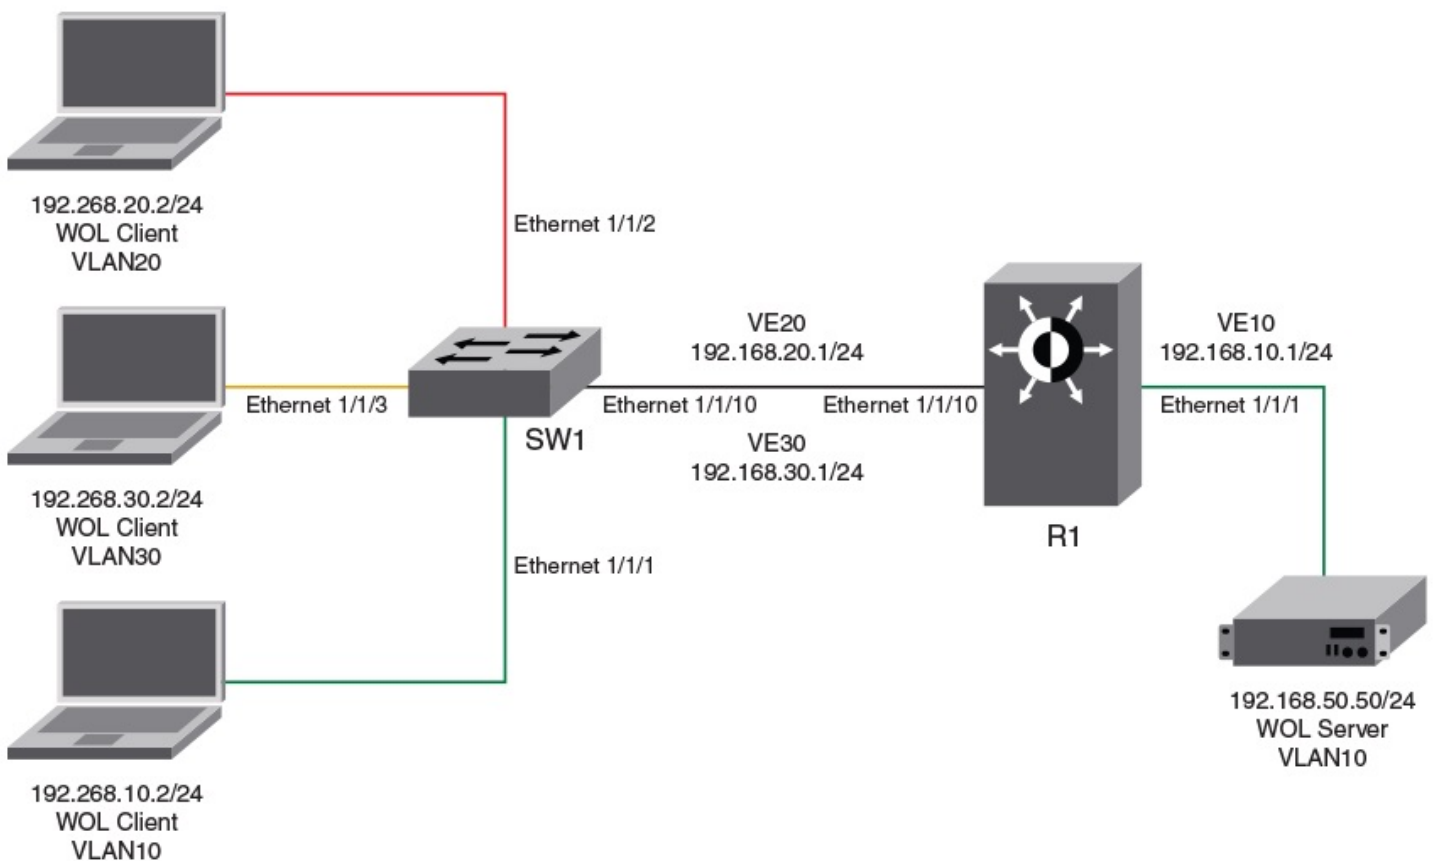 192.268.20.2/24
WOL Client
VLAN20
Ethernet 1/1/2
192.268.30.2/24
WOL Client
VLAN30
Ethernet 1/1/3
SW1
Ethernet 1/1/1
192.268.10.2/24
WOL Client
VLAN10
VE20
192.168.20.1/24
Ethernet 1/1/10
Ethernet 1/1/10
VE30
192.168.30.1/24
R1
VE10
192.168.10.1/24
Ethernet 1/1/1
192.168.50.50/24
WOL Server
VLAN10